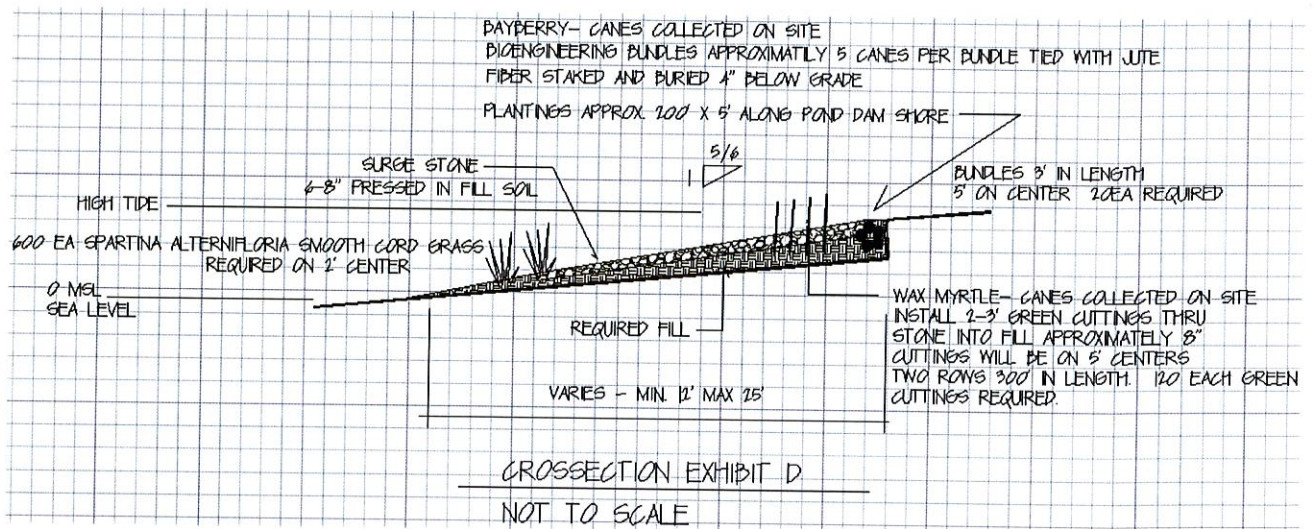 BAYBERRY- CANES COLLECTED ON SITE
BIOENGINEERING BUNDLES APPROXIMATILY 5 CANES PER BUNDLE TIED WITH JUTE
FIBER STAKED AND BURIED 4" BELOW GRADE
PLANTINGS APPROX. 200' X 5' ALONG POND DAM SHORE
5/6
1
SURGE STONE
6-8" PRESSED IN FILL SOIL
BUNDLES 3' IN LENGTH
5' ON CENTER 20EA REQUIRED
HIGH TIDE
600 EA SPARTINA ALTERNIFLORIA SMOOTH CORD GRASS
REQUIRED ON 2' CENTER
0 MSL
SEA LEVEL
REQUIRED FILL
WAX MYRTLE- CANES COLLECTED ON SITE
INSTALL 2-3' GREEN CUTTINGS THRU
STONE INTO FILL APPROXIMATELY 8"
CUTTINGS WILL BE ON 5' CENTERS
TWO ROWS 300' IN LENGTH. 120 EACH GREEN
CUTTINGS REQUIRED.
VARIES - MIN. 12' MAX 25'
CROSSECTION EXHIBIT D
NOT TO SCALE